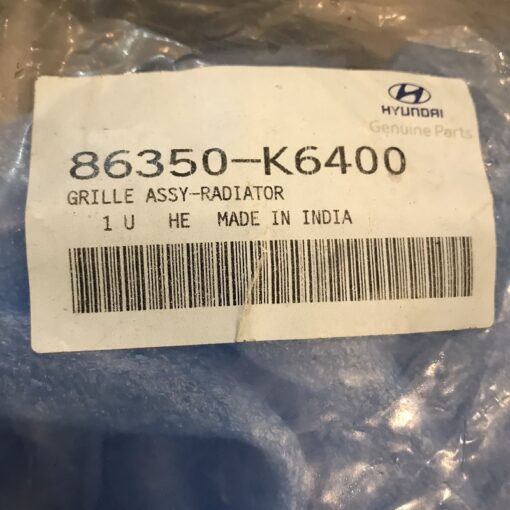 HYUNDAI
Genuine Parts
86350-K6400
GRILLE ASSY-RADIATOR
1 U HE MADE IN INDIA